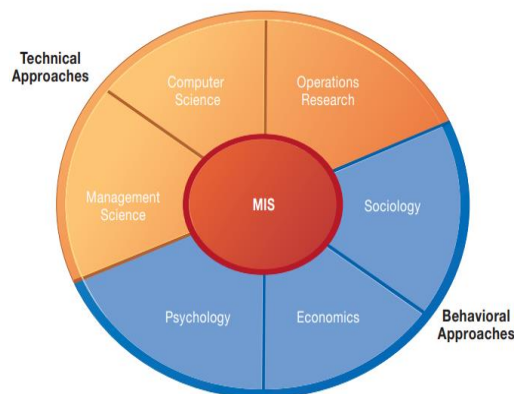 Technical
Approaches
Computer
Science
Operations
Research
Management
Science
MIS
Sociology
Psychology
Economics
Behavioral
Approaches